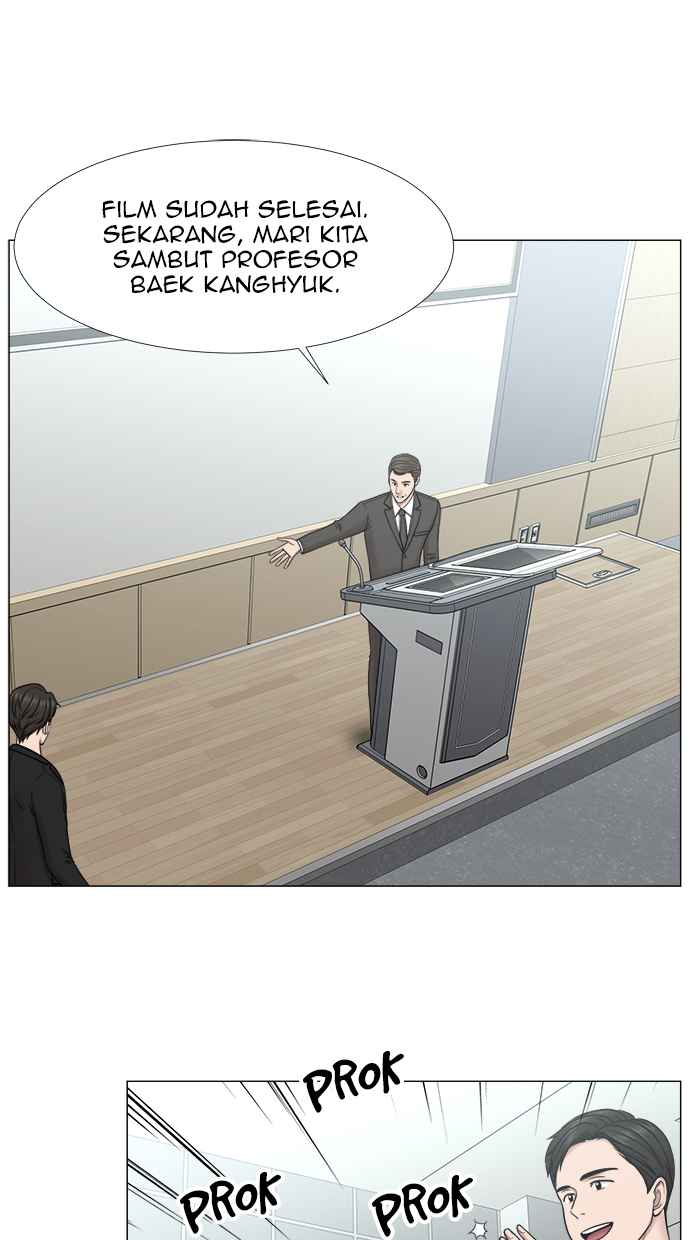 FILM SUDAH SELESAI.
SEKARANG, MARI KITA
SAMBUT PROFESOR
BAEK KANGHYUK.
PROK
PROK
PROK